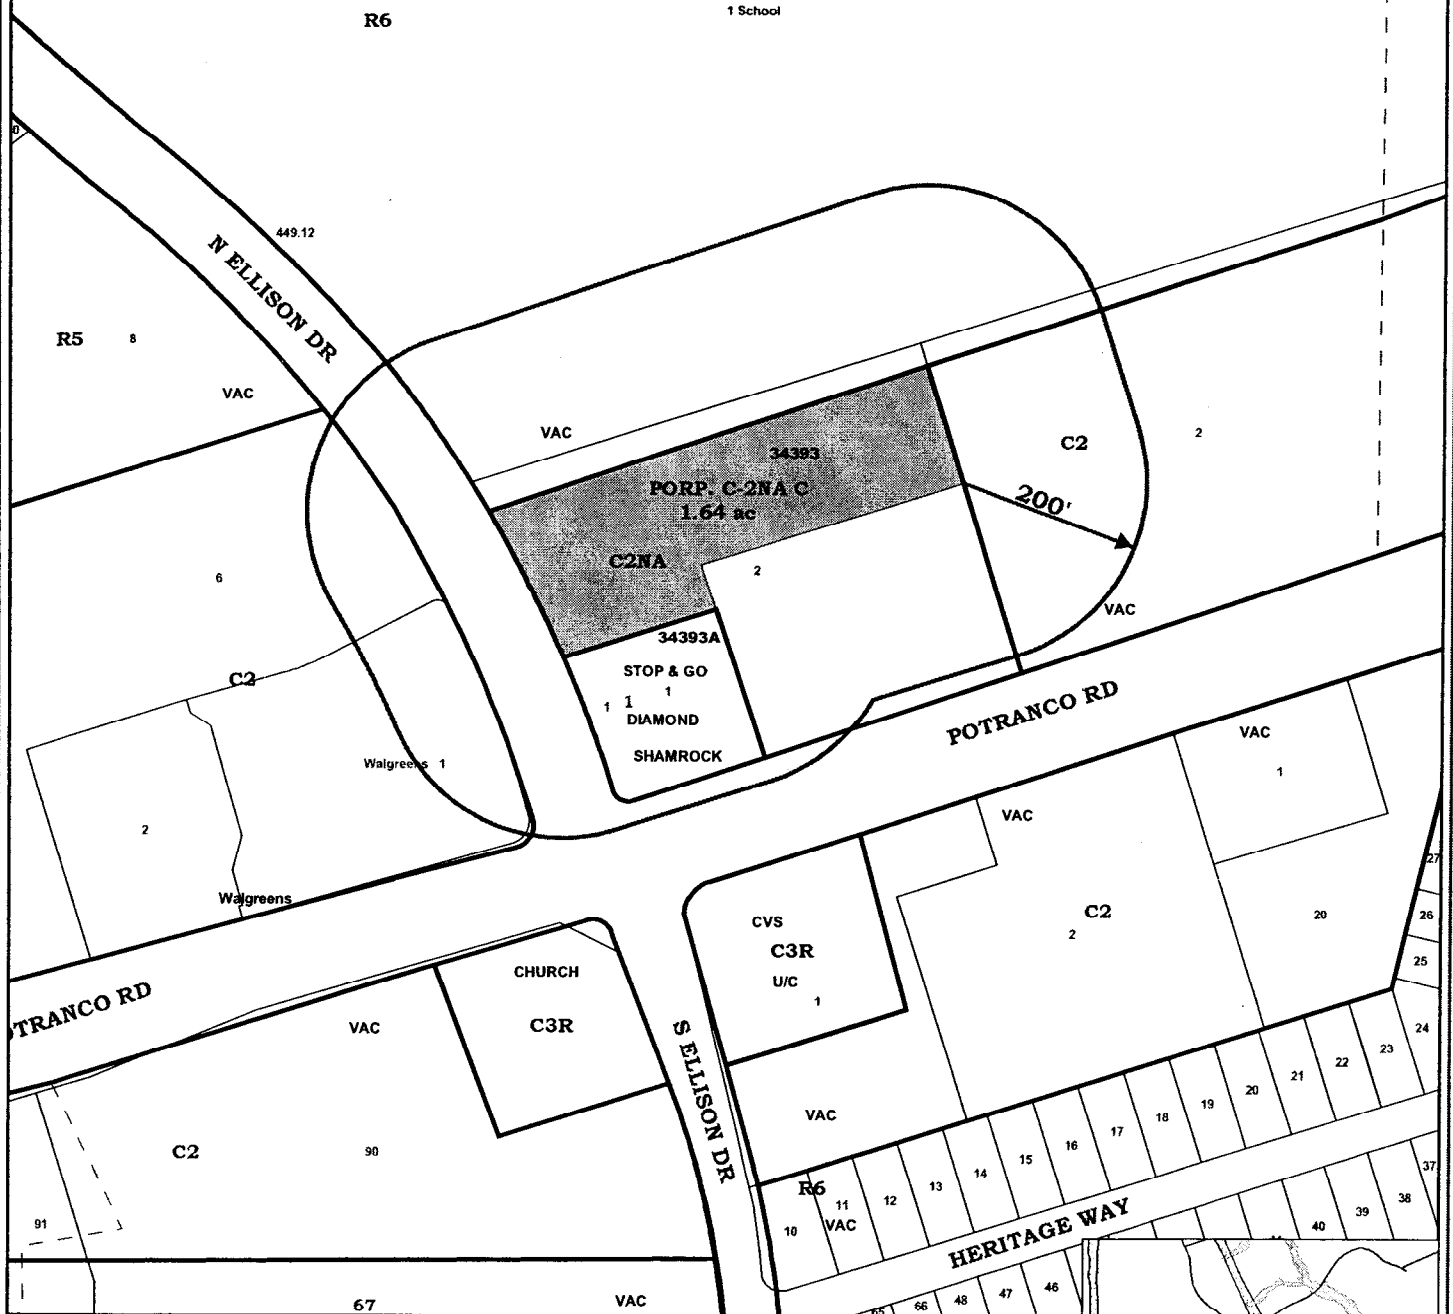 R6
1 School
449.12
N ELLISON DR
R5
8
VAC
VAC
34393
PORP. C-2NA C
1.64 ac
C2NA
2
C2
2
200'
VAC
6
C2
34393A
STOP & GO
1
1
1
DIAMOND
SHAMROCK
Walgreens 1
2
Walgreens
POTRANCO RD
VAC
1
VAC
CVS
C3R
U/C
1
C2
2
20
27
26
25
24
23
22
21
20
19
18
17
16
15
14
13
12
11
10
R6
VAC
VAC
CHURCH
C3R
OTRANCO RD
VAC
S ELLISON DR
C2
90
91
HERITAGE WAY
37
38
39
40
46
47
48
66
65
67
VAC